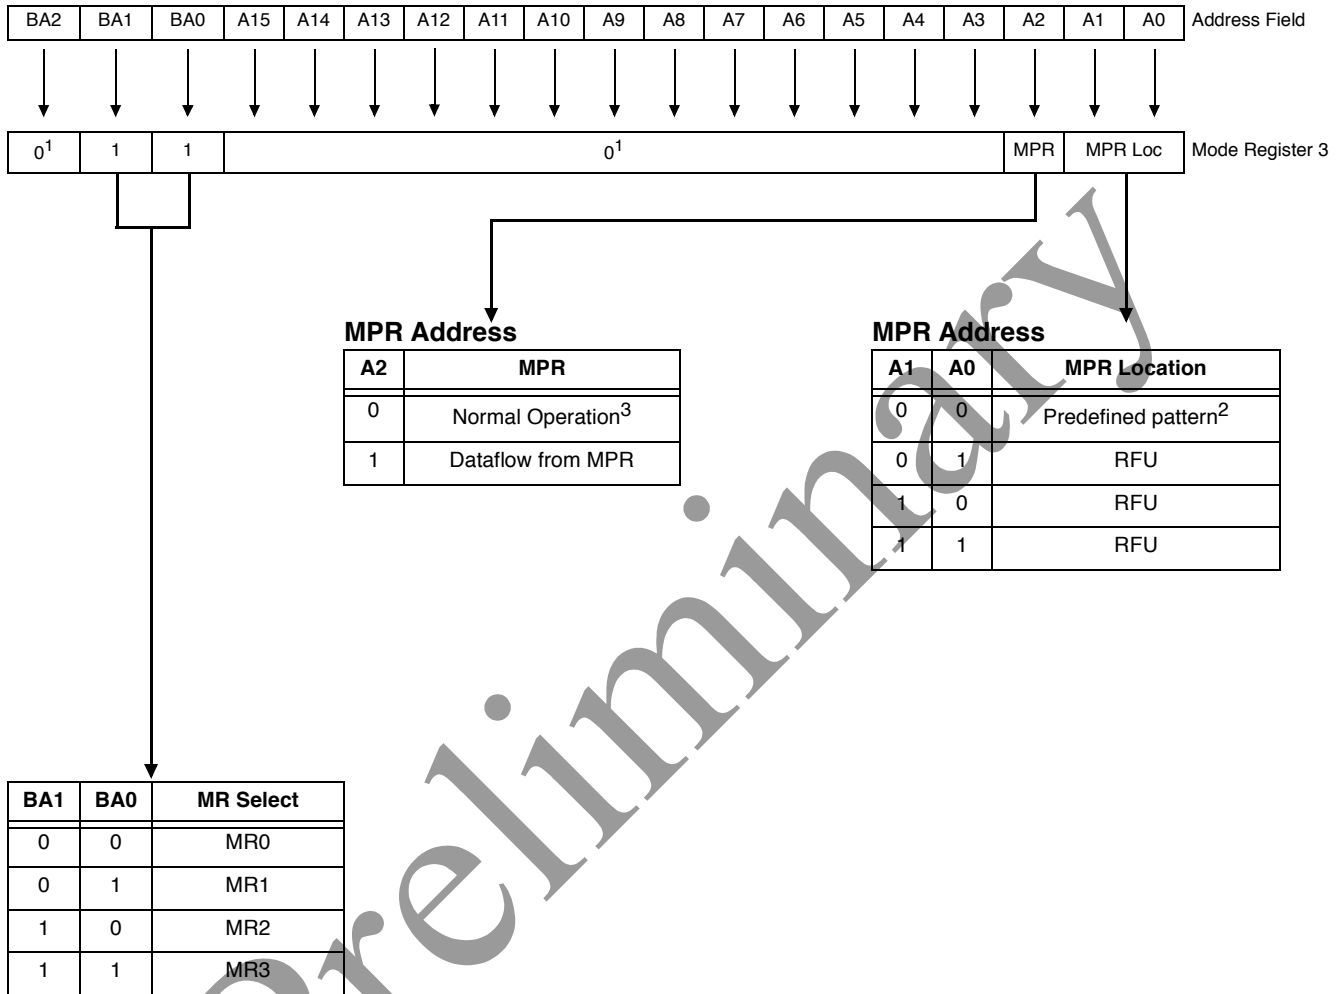 BA2 BA1 BA0 A15 A14 A13 A12 A11 A10 A9 A8 A7 A6 A5 A4 A3 A2 A1 A0 Address Field
0¹ 1 1 0¹ MPR MPR Loc Mode Register 3
MPR Address
A2 MPR
0 Normal Operation³
1 Dataflow from MPR
MPR Address
A1 A0 MPR Location
0 0 Predefined pattern²
0 1 RFU
1 0 RFU
1 1 RFU
BA1 BA0 MR Select
0 0 MR0
0 1 MR1
1 0 MR2
1 1 MR3
Preliminary